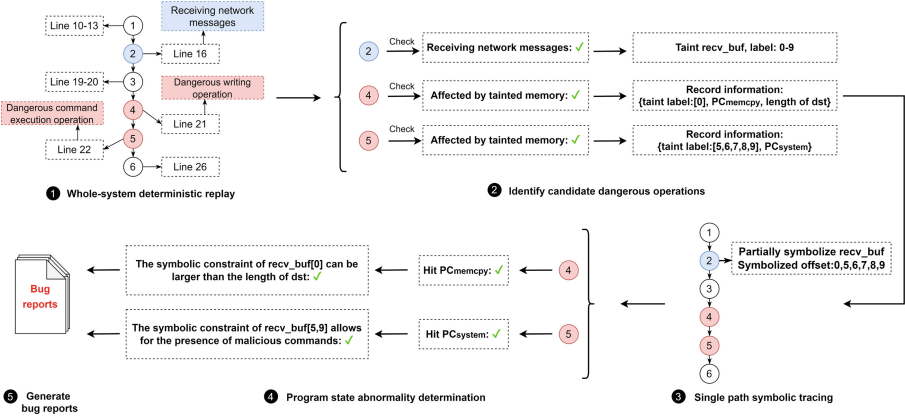 Line 10-13
1
Receiving network
messages
2
Line 16
Line 19-20
3
Dangerous writing
operation
Dangerous command
execution operation
4
Line 21
5
Line 22
6
Line 26
1 Whole-system deterministic replay
2
Check
Receiving network messages: ✓
Taint recv_buf, label: 0-9
4
Check
Affected by tainted memory: ✓
Record information:
{taint label:[0], PCmemcpy, length of dst}
5
Check
Affected by tainted memory: ✓
Record information:
{taint label:[5,6,7,8,9], PCsystem}
2 Identify candidate dangerous operations
1
2
Partially symbolize recv_buf
Symbolized offset:0,5,6,7,8,9
3
4
5
6
3 Single path symbolic tracing
4
Hit PCmemcpy: ✓
The symbolic constraint of recv_buf[0] can be
larger than the length of dst: ✓
5
Hit PCsystem: ✓
The symbolic constraint of recv_buf[5,9] allows
for the presence of malicious commands: ✓
4 Program state abnormality determination
Bug
reports
5 Generate
bug reports